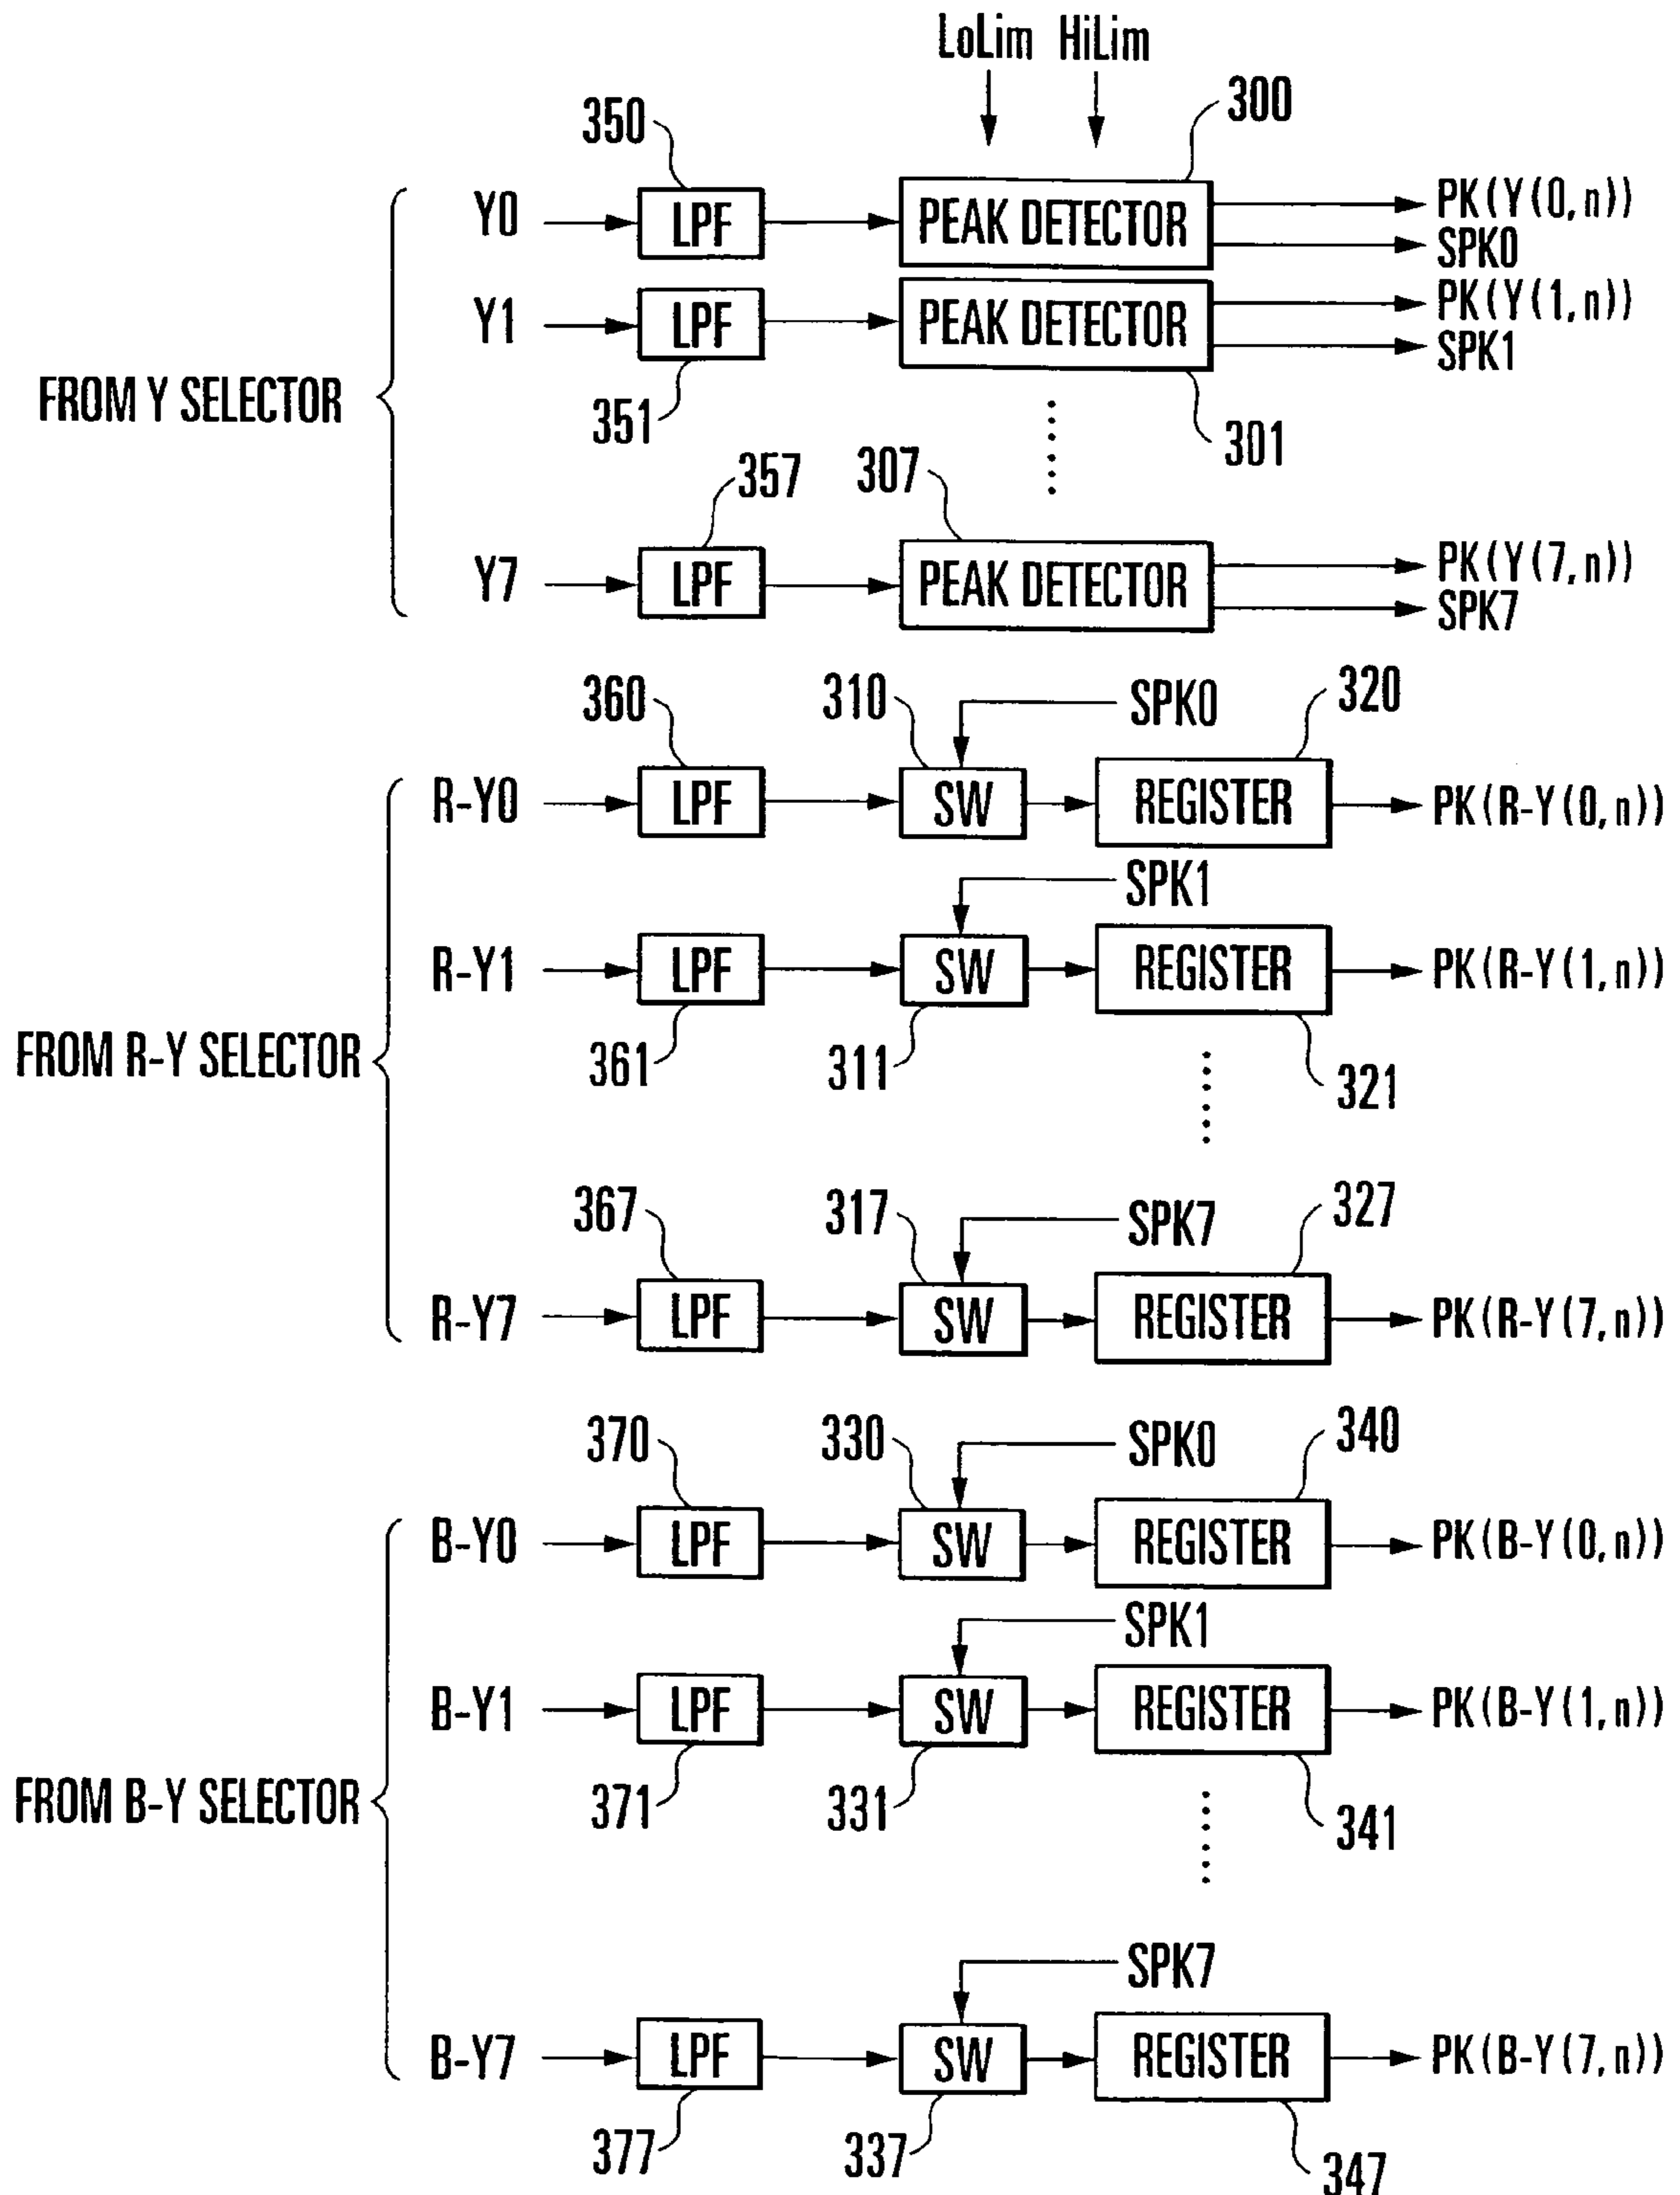 LoLim HiLim
350
300
Y0
LPF
PEAK DETECTOR
PK(Y(0,n))
SPK0
Y1
LPF
PEAK DETECTOR
PK(Y(1,n))
SPK1
FROM Y SELECTOR
351
301
357
307
Y7
LPF
PEAK DETECTOR
PK(Y(7,n))
SPK7
360
310
SPK0
320
R-Y0
LPF
SW
REGISTER
PK(R-Y(0,n))
SPK1
R-Y1
LPF
SW
REGISTER
PK(R-Y(1,n))
FROM R-Y SELECTOR
361
311
321
367
317
SPK7
327
R-Y7
LPF
SW
REGISTER
PK(R-Y(7,n))
370
330
SPK0
340
B-Y0
LPF
SW
REGISTER
PK(B-Y(0,n))
SPK1
B-Y1
LPF
SW
REGISTER
PK(B-Y(1,n))
FROM B-Y SELECTOR
371
331
341
SPK7
B-Y7
LPF
SW
REGISTER
PK(B-Y(7,n))
377
337
347